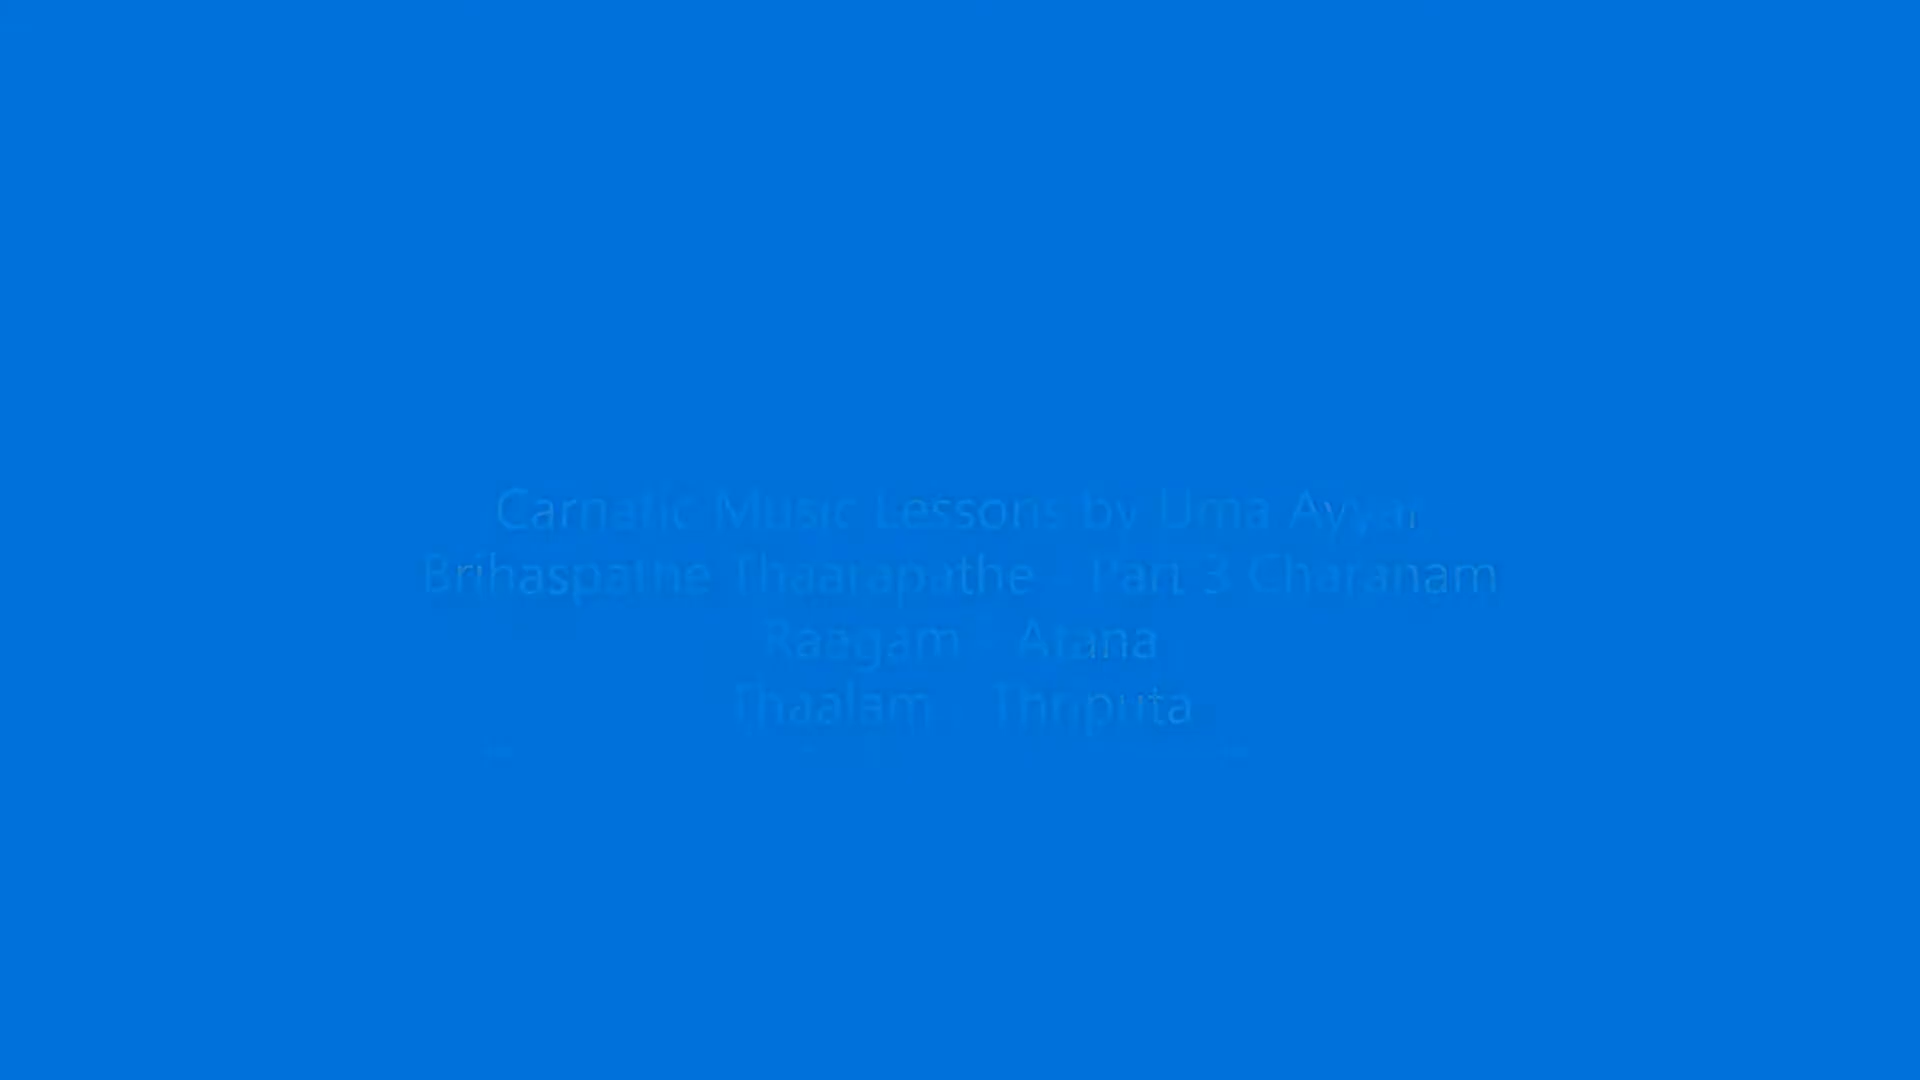 Carnatic Music Lessons by Uma Ayyar
Brihaspathe Thaarapathe - Part 3 Charanam
Raagam - Atana
Thaalam - Thriputa